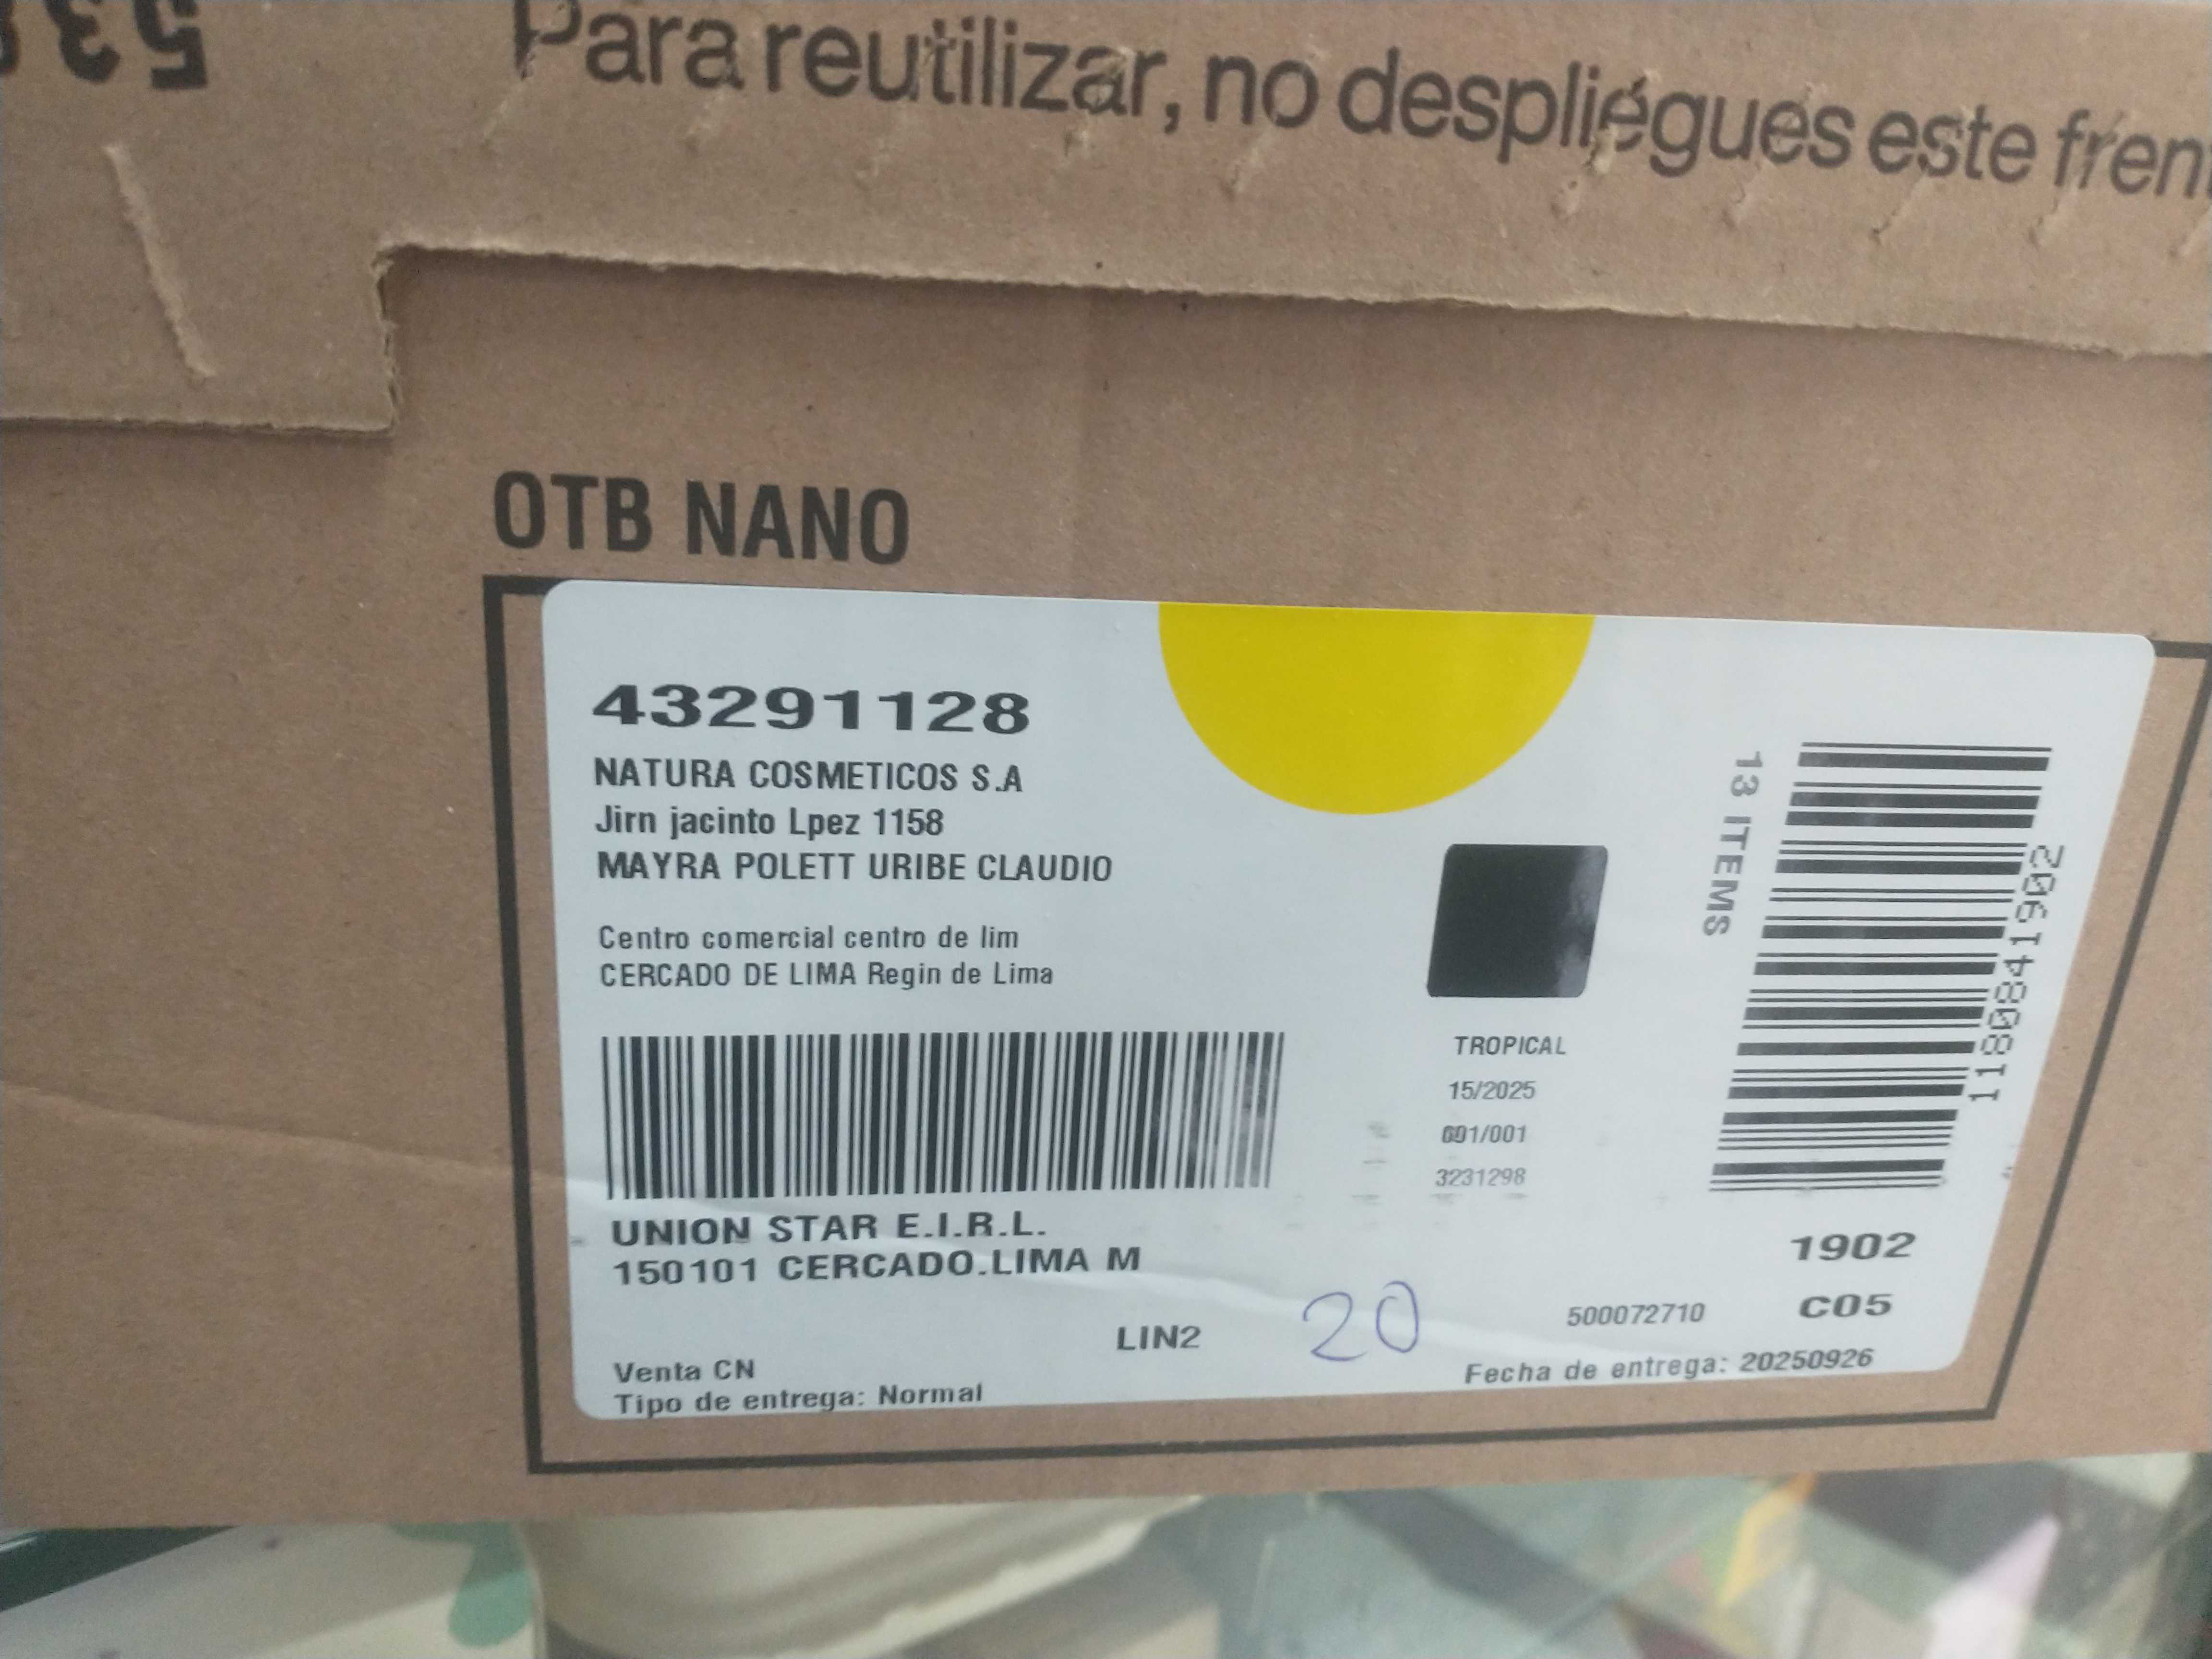 538
Para reutilizar, no despliégues este fren
OTB NANO
43291128
NATURA COSMETICOS S.A
Jirn jacinto Lpez 1158
MAYRA POLETT URIBE CLAUDIO
Centro comercial centro de lim
CERCADO DE LIMA Regin de Lima
13 ITEMS
1180841902
TROPICAL
15/2025
001/001
3231298
UNION STAR E.I.R.L.
150101 CERCADO.LIMA M
1902
LIN2
20
500072710
C05
Venta CN
Tipo de entrega: Normal
Fecha de entrega: 20250926